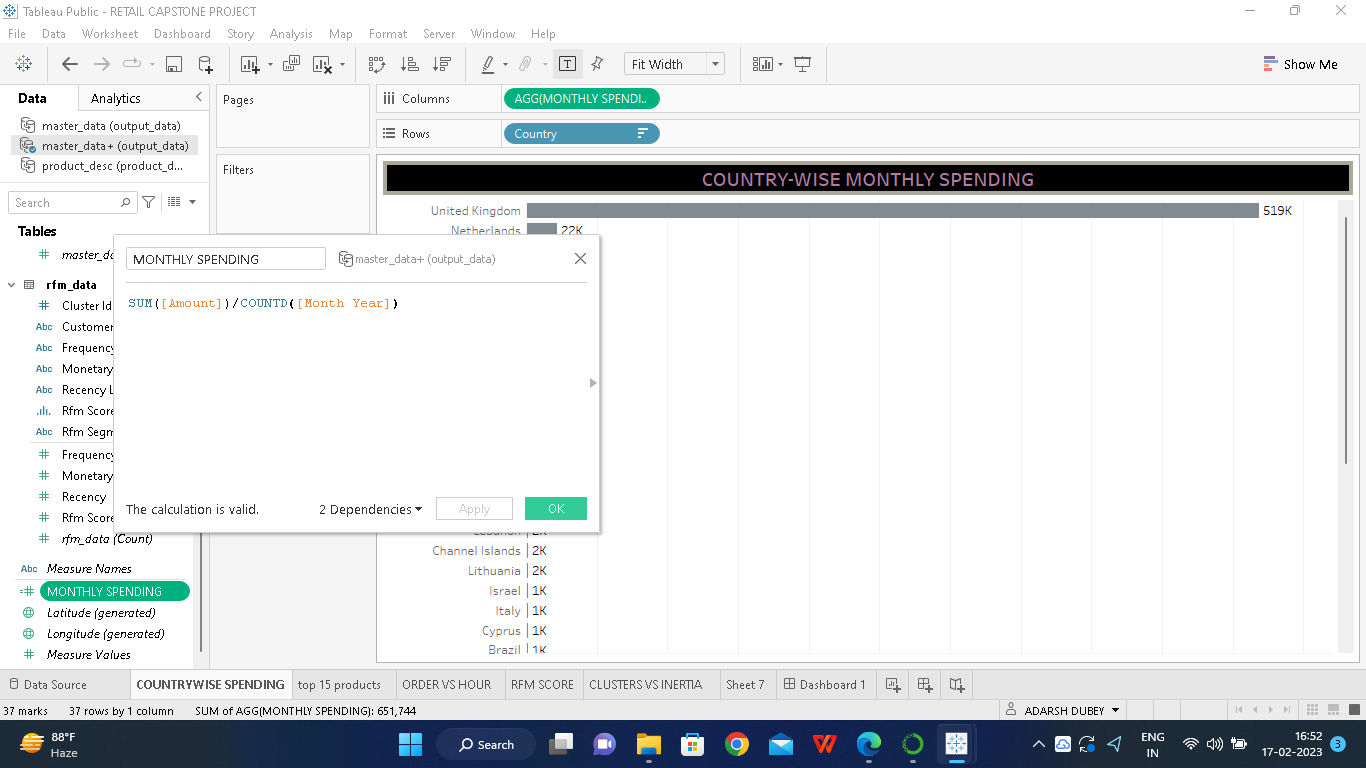 Tableau Public - RETAIL CAPSTONE PROJECT
File Data Worksheet Dashboard Story Analysis Map Format Server Window Help
Fit Width
Show Me
Data Analytics
master_data (output_data)
master_data+ (output_data)
product_desc (product_d...
Search
Tables
master_da
rfm_data
Cluster Id
Customer
Frequency
Monetary
Recency L
Rfm Score
Abc Rfm Segm
Frequency
Monetary
Recency
Rfm Score
rfm_data (Count)
Abc Measure Names
MONTHLY SPENDING
Latitude (generated)
Longitude (generated)
Measure Values
Pages
Filters
Columns AGG(MONTHLY SPENDI..
Rows Country
COUNTRY-WISE MONTHLY SPENDING
United Kingdom 519K
Netherlands 22K
MONTHLY SPENDING master_data+ (output_data)
SUM([Amount])/COUNTD([Month Year])
The calculation is valid. 2 Dependencies Apply OK
Lebanon 2K
Channel Islands 2K
Lithuania 2K
Israel 1K
Italy 1K
Cyprus 1K
Brazil 1K
Data Source COUNTRYWISE SPENDING top 15 products ORDER VS HOUR RFM SCORE CLUSTERS VS INERTIA Sheet 7 Dashboard 1
37 marks 37 rows by 1 column SUM of AGG(MONTHLY SPENDING): 651,744 ADARSH DUBEY
88°F
Haze
Search
ENG
IN
16:52
17-02-2023
3